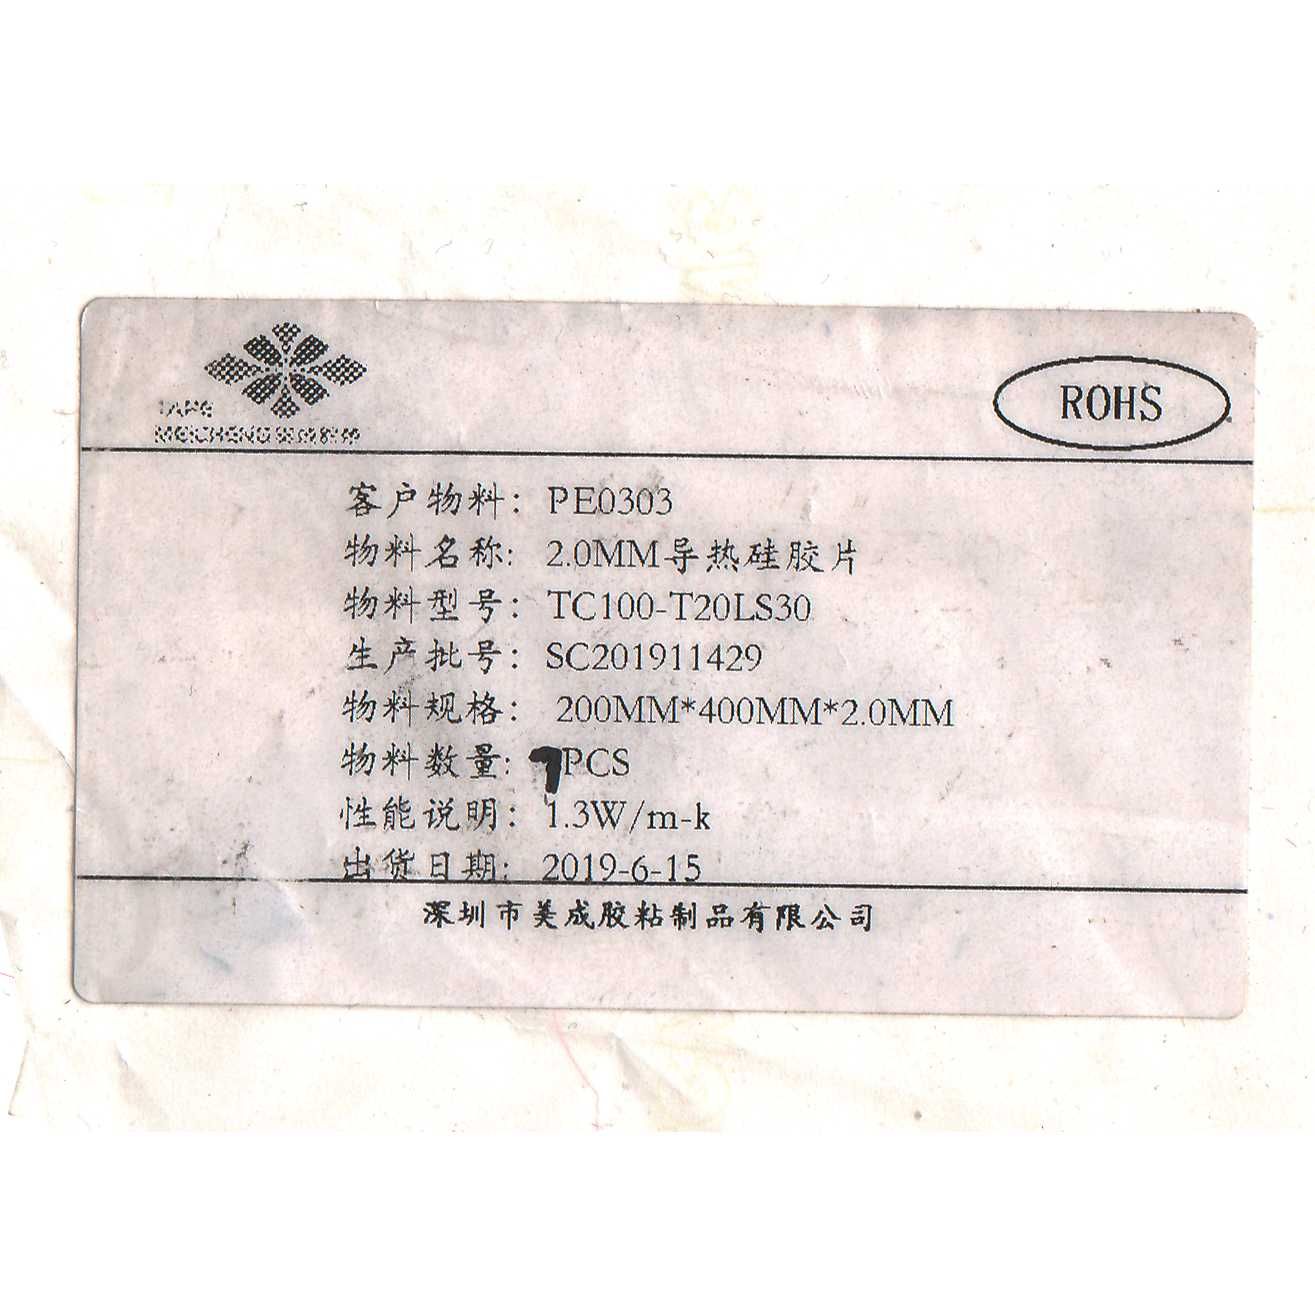 TAPE
MEICHENG
ROHS
客户物料： PE0303
物料名称: 2.0MM导热硅胶片
物料型号： TC100-T20LS30
生产批号： SC201911429
物料规格： 200MM*400MM*2.0MM
物料数量: 7PCS
性能说明： 1.3W/m-k
出货日期: 2019-6-15
深圳市美成胶粘制品有限公司